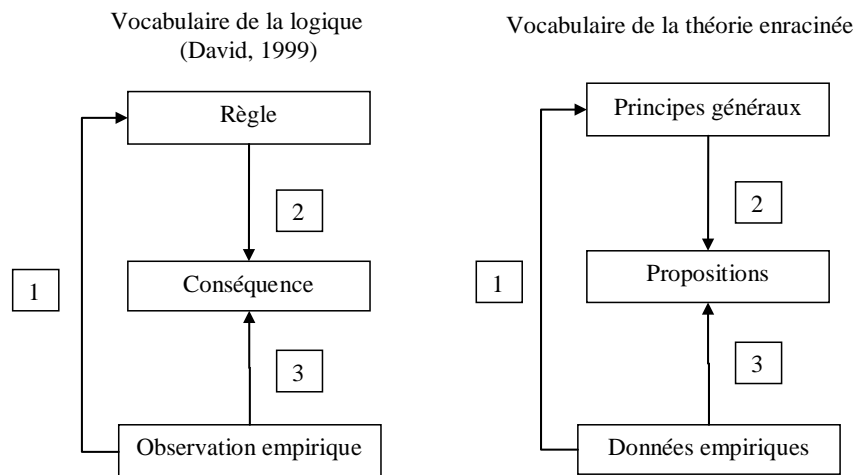 Vocabulaire de la logique
(David, 1999)
Règle
2
Conséquence
1
3
Observation empirique
Vocabulaire de la théorie enracinée
Principes généraux
2
Propositions
1
3
Données empiriques